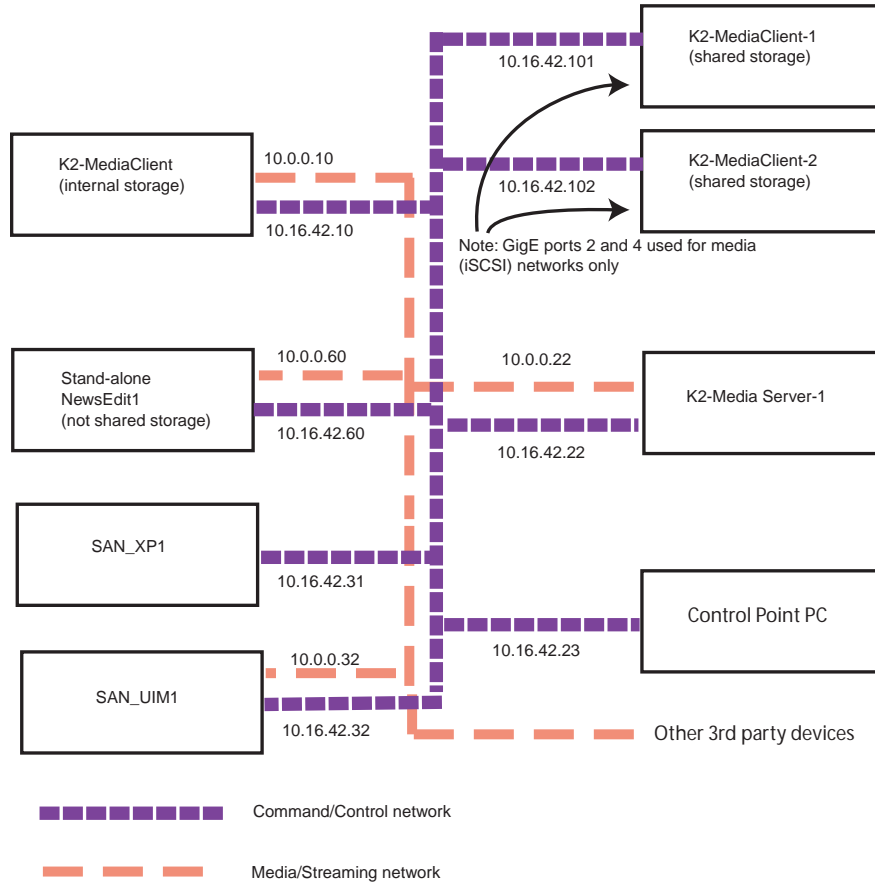 K2-MediaClient-1
(shared storage)
10.16.42.101
10.0.0.10
K2-MediaClient
(internal storage)
K2-MediaClient-2
(shared storage)
10.16.42.102
10.16.42.10
Note: GigE ports 2 and 4 used for media
(iSCSI) networks only
10.0.0.60
10.0.0.22
Stand-alone
NewsEdit1
(not shared storage)
K2-Media Server-1
10.16.42.60
10.16.42.22
SAN_XP1
10.16.42.31
Control Point PC
10.16.42.23
10.0.0.32
SAN_UIM1
10.16.42.32
Other 3rd party devices
Command/Control network
Media/Streaming network